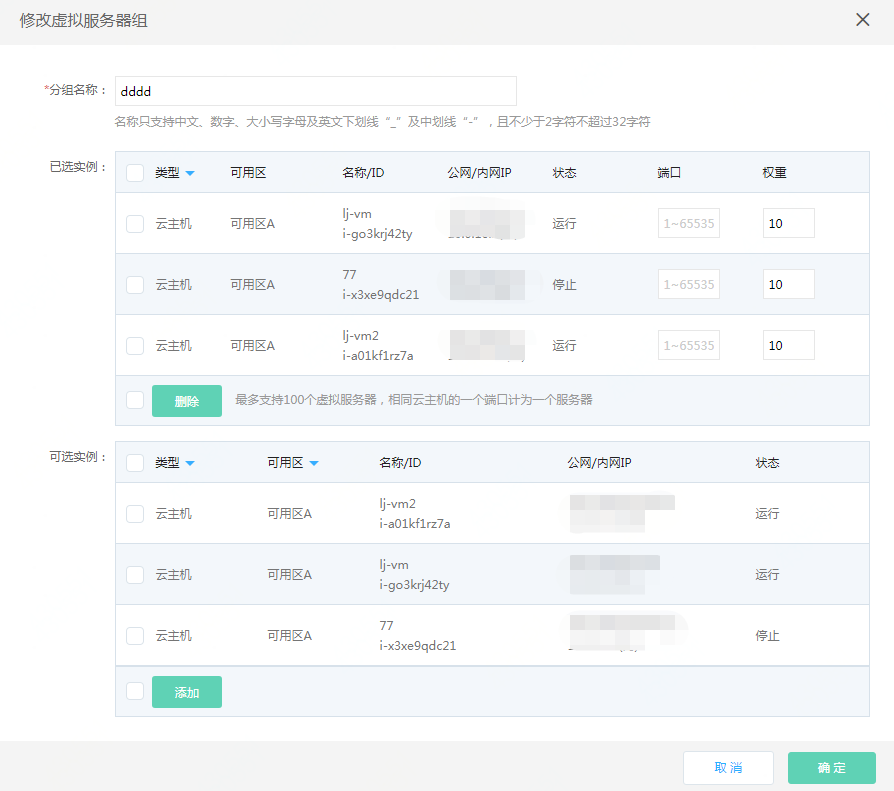 修改虚拟服务器组
*分组名称： dddd
名称只支持中文、数字、大小写字母及英文下划线“_”及中划线“-”，且不少于2字符不超过32字符
已选实例：
类型 可用区 名称/ID 公网/内网IP 状态 端口 权重
云主机 可用区A lj-vm 运行 1~65535 10
i-go3krj42ty
云主机 可用区A 77 停止 1~65535 10
i-x3xe9qdc21
云主机 可用区A lj-vm2 运行 1~65535 10
i-a01kf1rz7a
删除 最多支持100个虚拟服务器，相同云主机的一个端口计为一个服务器
可选实例：
类型 可用区 名称/ID 公网/内网IP 状态
云主机 可用区A lj-vm2 运行
i-a01kf1rz7a
云主机 可用区A lj-vm 运行
i-go3krj42ty
云主机 可用区A 77 停止
i-x3xe9qdc21
添加
取消 确定